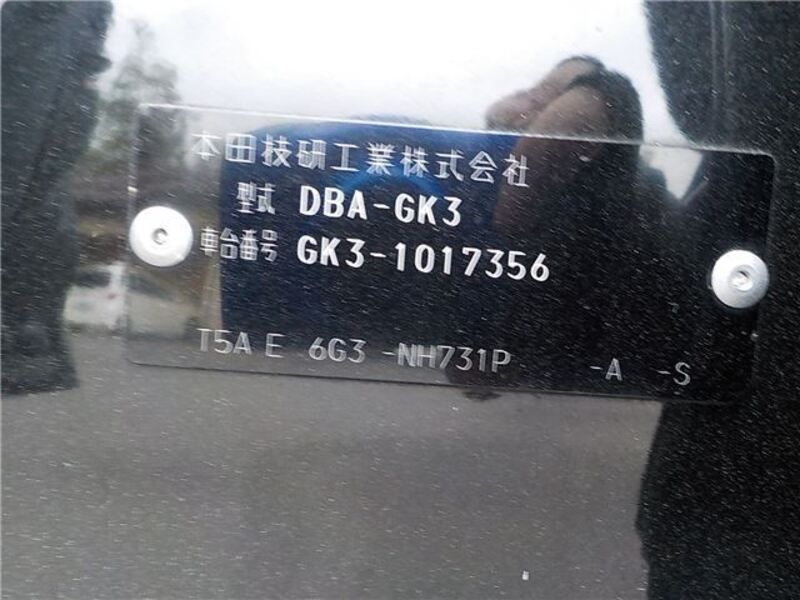 本田技研工業株式会社
型式 DBA-GK3
車台番号 GK3-1017356
T5A E 6G3 -NH731P -A -S